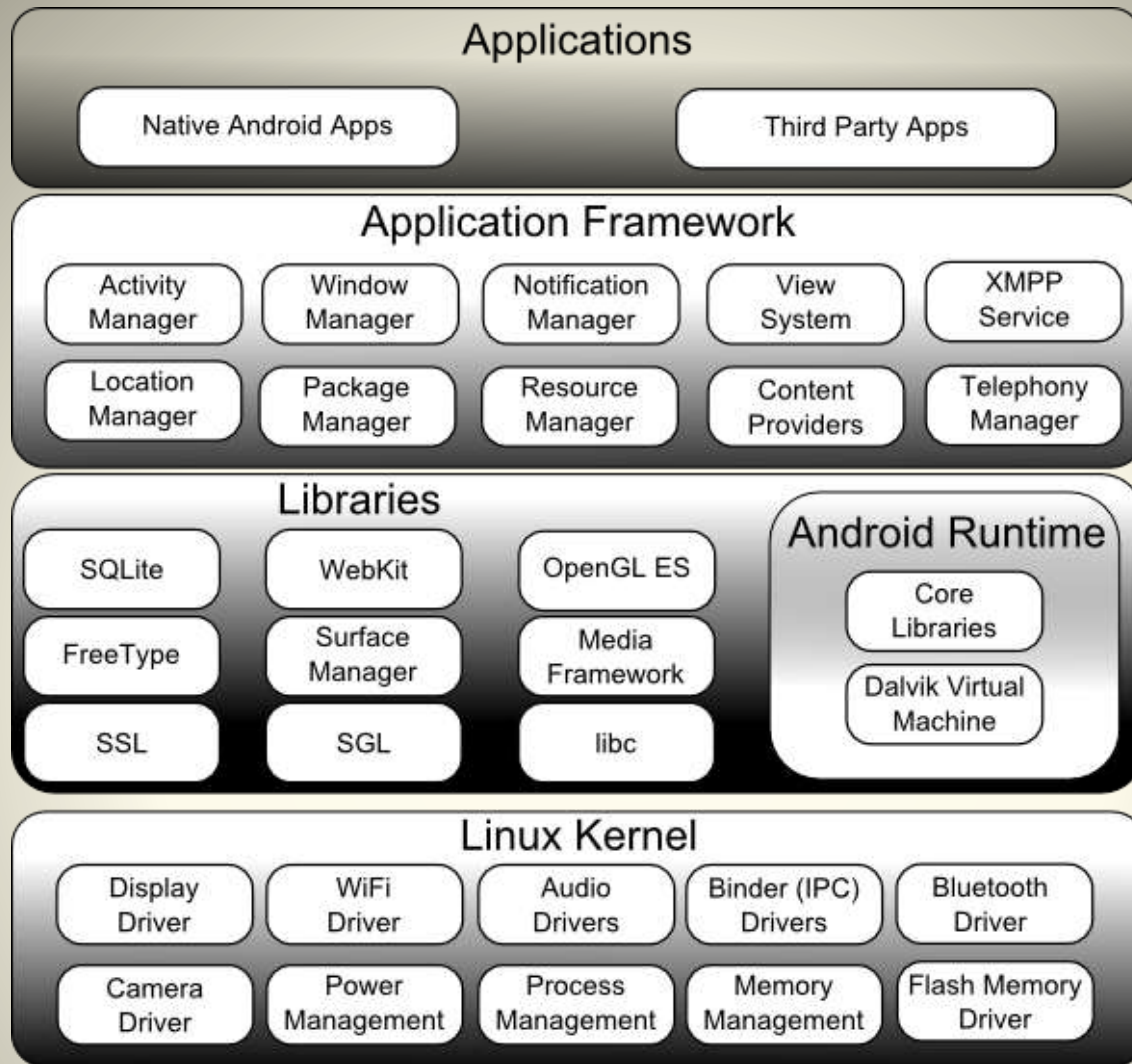 Applications
Native Android Apps
Third Party Apps
Application Framework
Activity
Manager
Window
Manager
Notification
Manager
View
System
XMPP
Service
Location
Manager
Package
Manager
Resource
Manager
Content
Providers
Telephony
Manager
Libraries
SQLite
WebKit
OpenGL ES
FreeType
Surface
Manager
Media
Framework
SSL
SGL
libc
Android Runtime
Core
Libraries
Dalvik Virtual
Machine
Linux Kernel
Display
Driver
WiFi
Driver
Audio
Drivers
Binder (IPC)
Drivers
Bluetooth
Driver
Camera
Driver
Power
Management
Process
Management
Memory
Management
Flash Memory
Driver